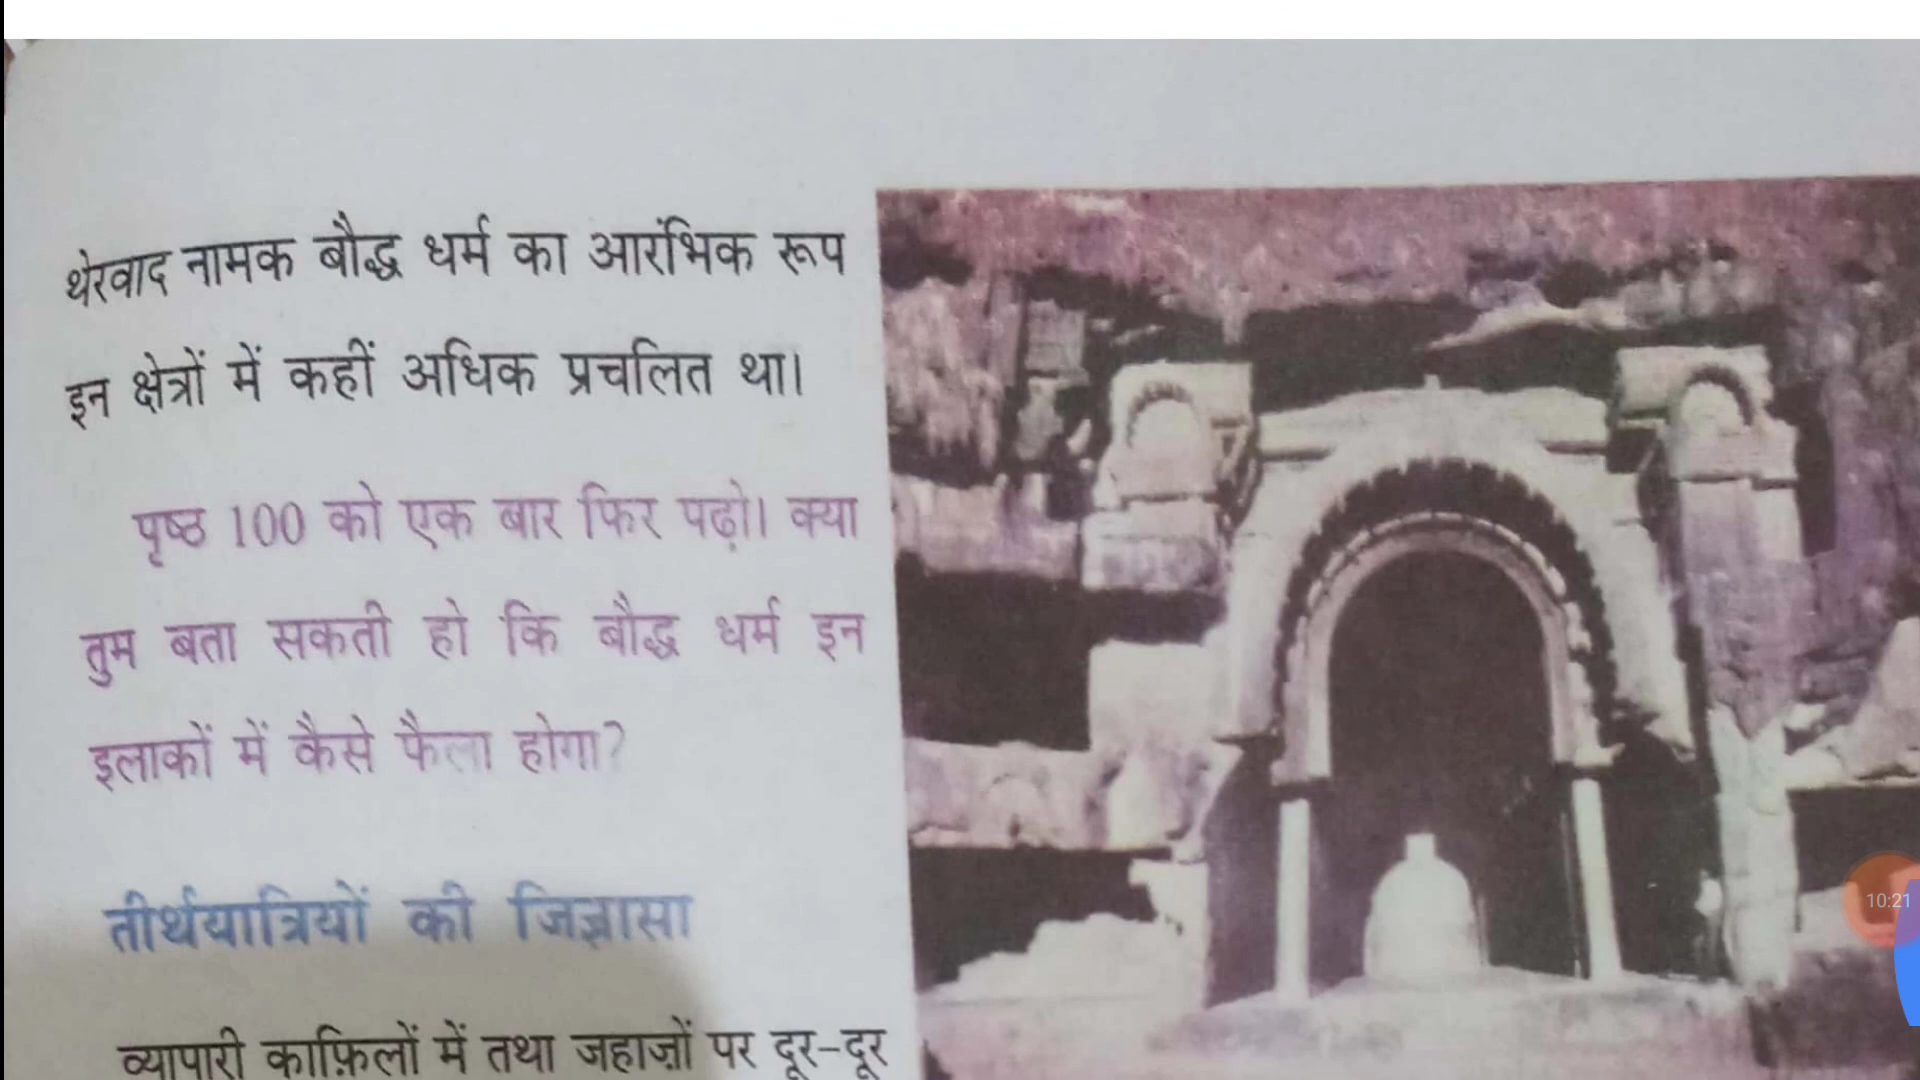 थेरवाद नामक बौद्ध धर्म का आरंभिक रूप
इन क्षेत्रों में कहीं अधिक प्रचलित था।
पृष्ठ 100 को एक बार फिर पढ़ो। क्या
तुम बता सकती हो कि बौद्ध धर्म इन
इलाकों में कैसे फैला होगा?
तीर्थयात्रियों की जिज्ञासा
व्यापारी काफ़िलों में तथा जहाज़ों पर दूर-दूर
10:21